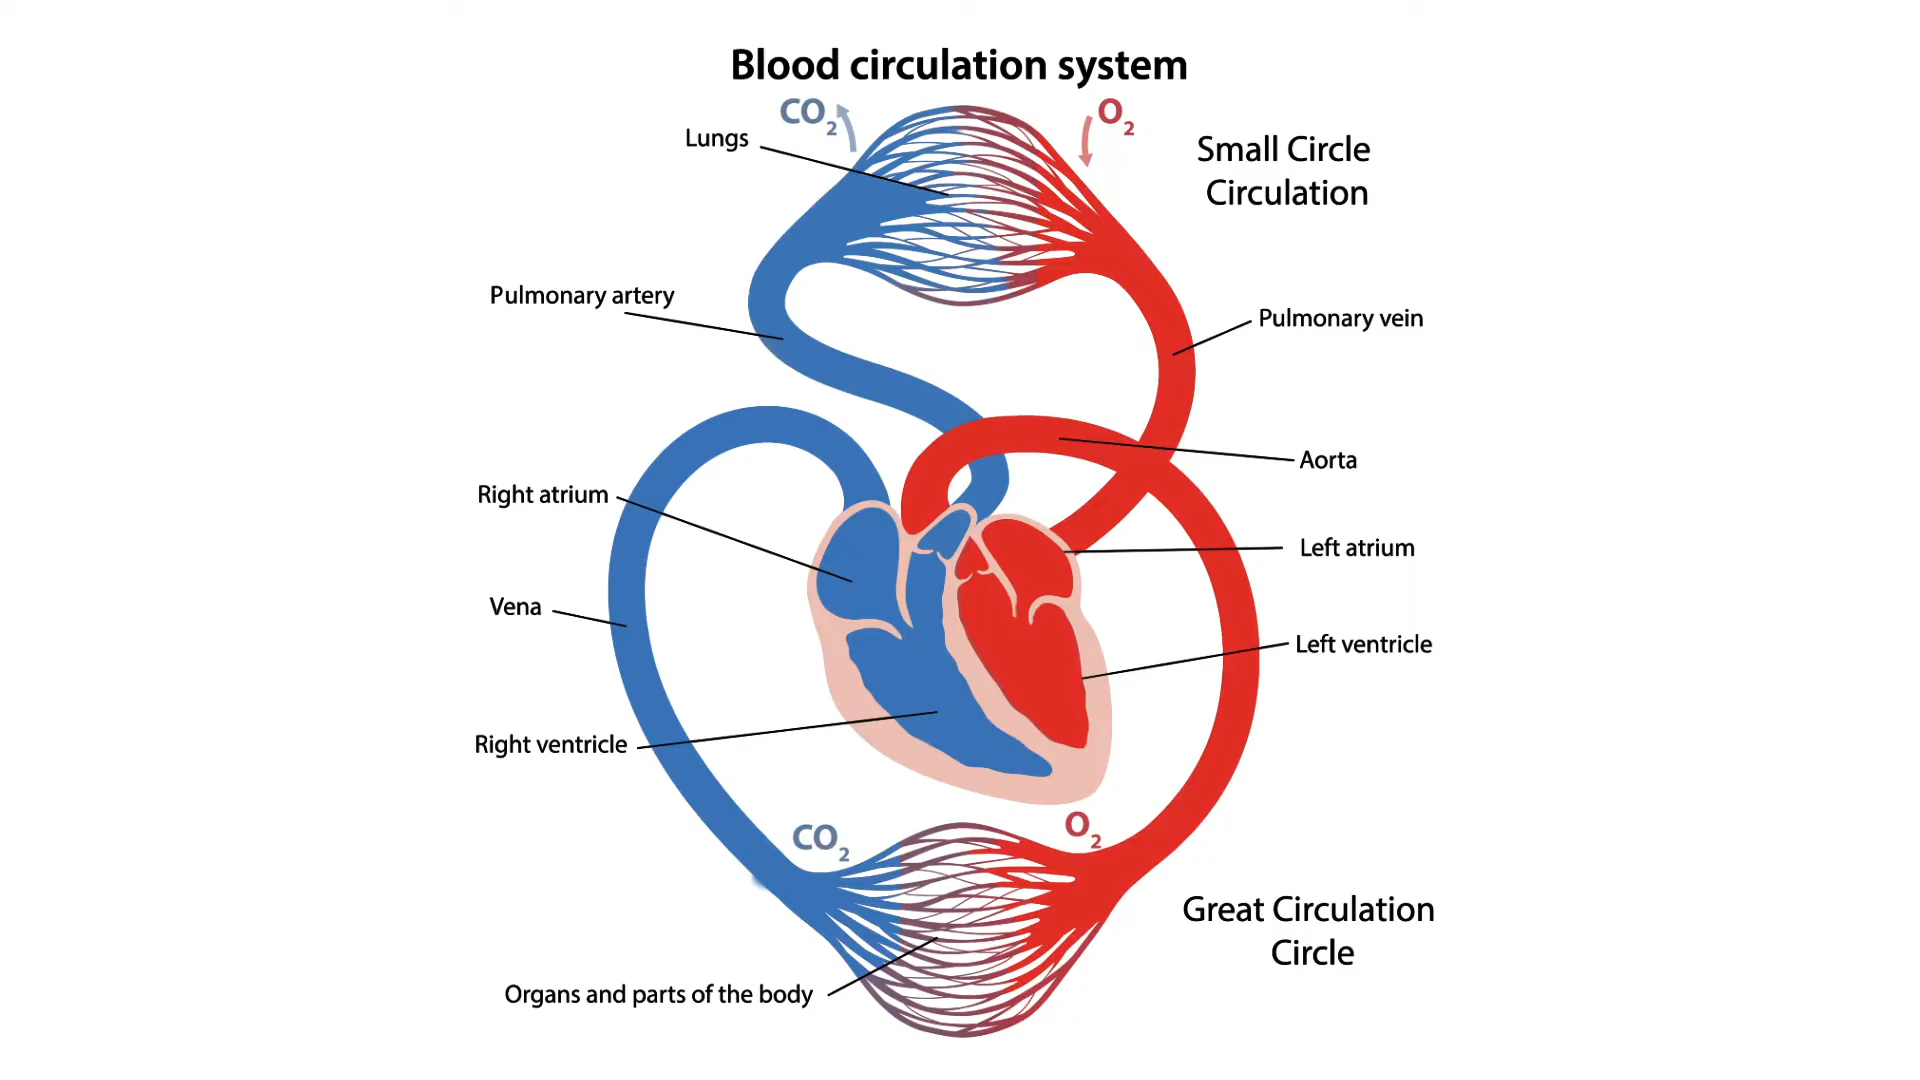 Blood circulation system
CO2
O2
Lungs
Small Circle
Circulation
Pulmonary artery
Pulmonary vein
Aorta
Right atrium
Left atrium
Vena
Left ventricle
Right ventricle
CO2
O2
Great Circulation
Circle
Organs and parts of the body